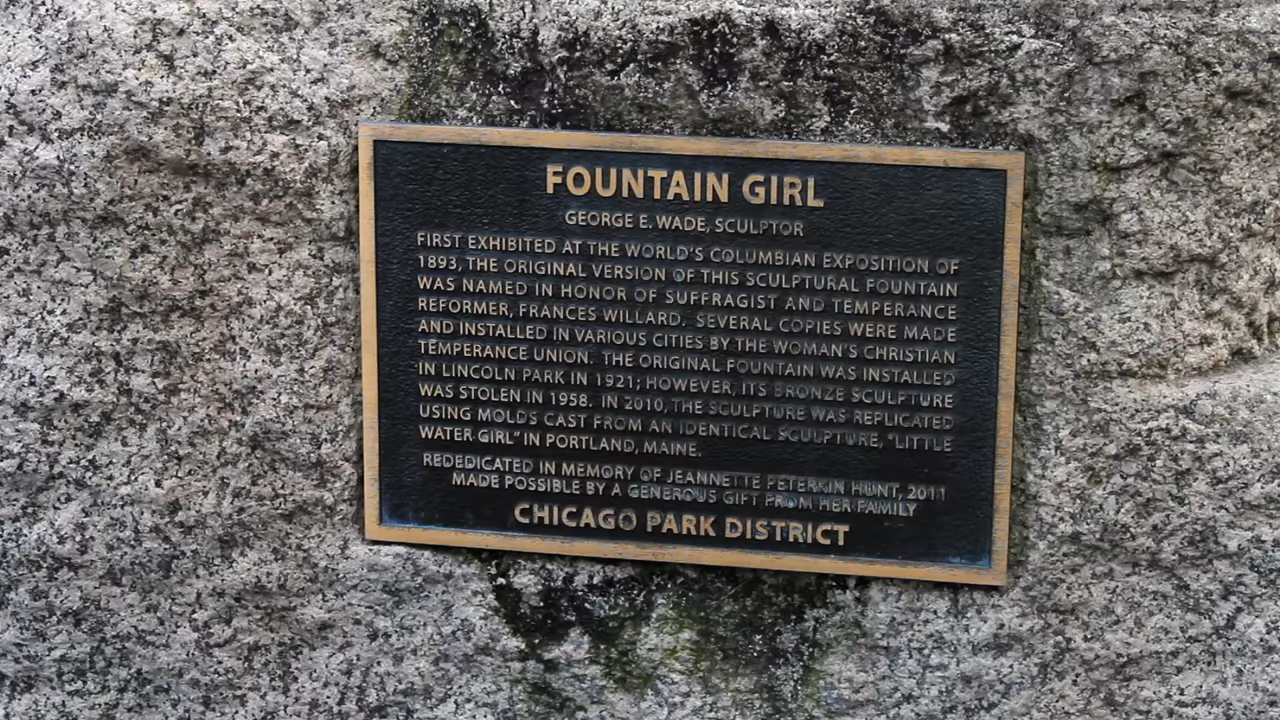 FOUNTAIN GIRL
GEORGE E. WADE, SCULPTOR
FIRST EXHIBITED AT THE WORLD'S COLUMBIAN EXPOSITION OF
1893, THE ORIGINAL VERSION OF THIS SCULPTURAL FOUNTAIN
WAS NAMED IN HONOR OF SUFFRAGIST AND TEMPERANCE
REFORMER, FRANCES WILLARD. SEVERAL COPIES WERE MADE
AND INSTALLED IN VARIOUS CITIES BY THE WOMAN'S CHRISTIAN
TEMPERANCE UNION. THE ORIGINAL FOUNTAIN WAS INSTALLED
IN LINCOLN PARK IN 1921; HOWEVER, ITS BRONZE SCULPTURE
WAS STOLEN IN 1958. IN 2010, THE SCULPTURE WAS REPLICATED
USING MOLDS CAST FROM AN IDENTICAL SCULPTURE, "LITTLE
WATER GIRL" IN PORTLAND, MAINE.
REDEDICATED IN MEMORY OF JEANNETTE PETERKIN HUNT, 2011
MADE POSSIBLE BY A GENEROUS GIFT FROM HER FAMILY
CHICAGO PARK DISTRICT